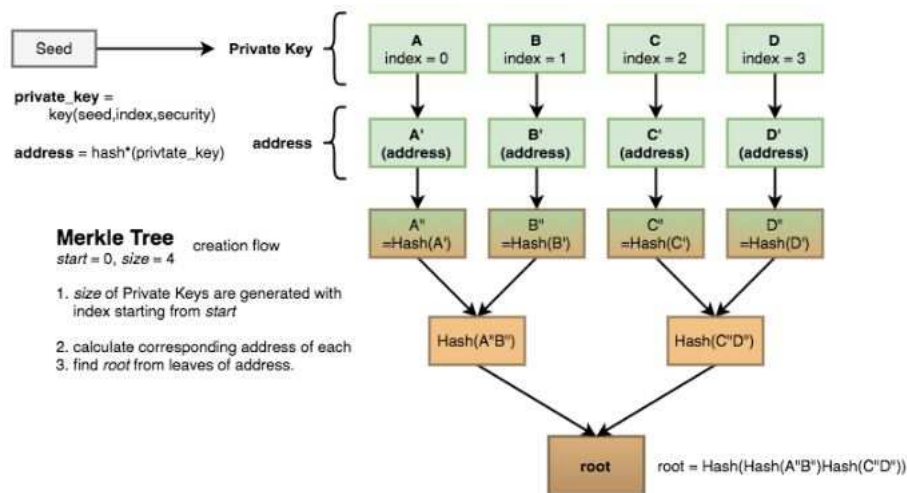 Seed
Private Key
A
index = 0
B
index = 1
C
index = 2
D
index = 3
private_key =
key(seed,index,security)
address = hash*(privtate_key)
address
A'
(address)
B'
(address)
C'
(address)
D'
(address)
A"
=Hash(A')
B"
=Hash(B')
C"
=Hash(C')
D"
=Hash(D')
Merkle Tree creation flow
start = 0, size = 4
1. size of Private Keys are generated with
index starting from start
2. calculate corresponding address of each
3. find root from leaves of address.
Hash(A"B")
Hash(C"D")
root
root = Hash(Hash(A"B")Hash(C"D"))